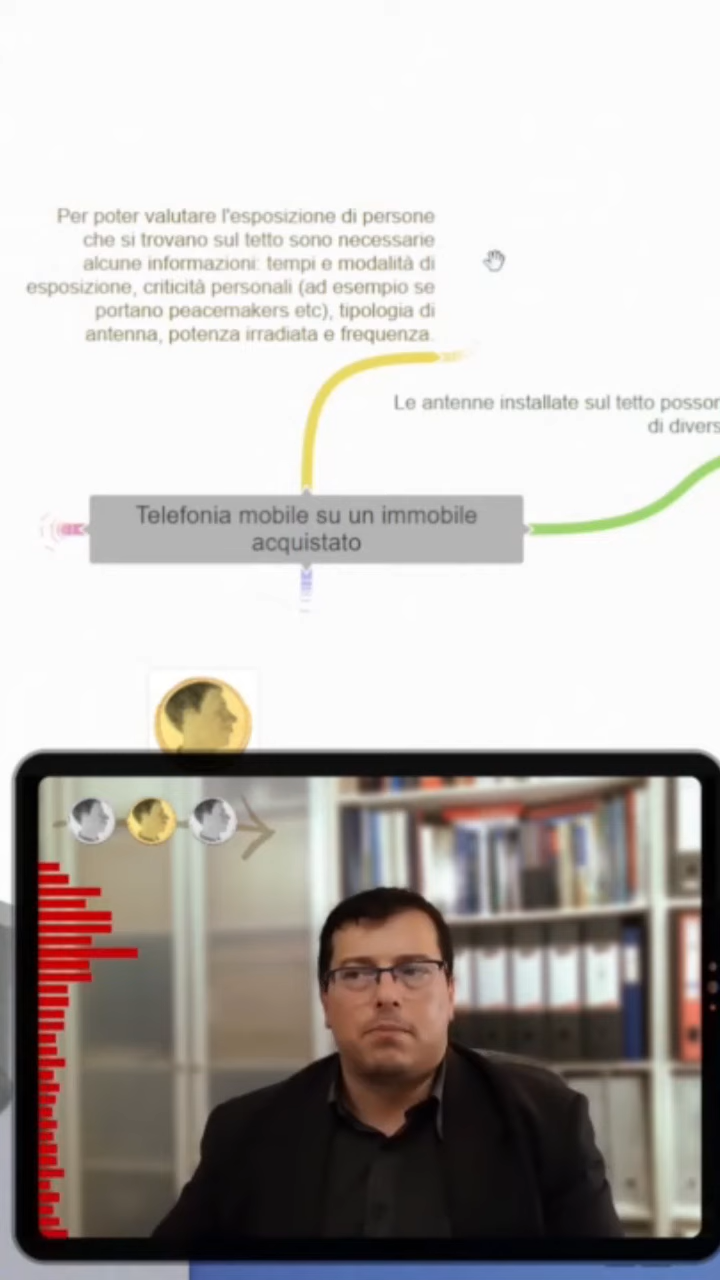 Per poter valutare l'esposizione di persone
che si trovano sul tetto sono necessarie
alcune informazioni: tempi e modalità di
esposizione, criticità personali (ad esempio se
portano peacemakers etc), tipologia di
antenna, potenza irradiata e frequenza.
Le antenne installate sul tetto
di
Telefonia mobile su un immobile
acquistato